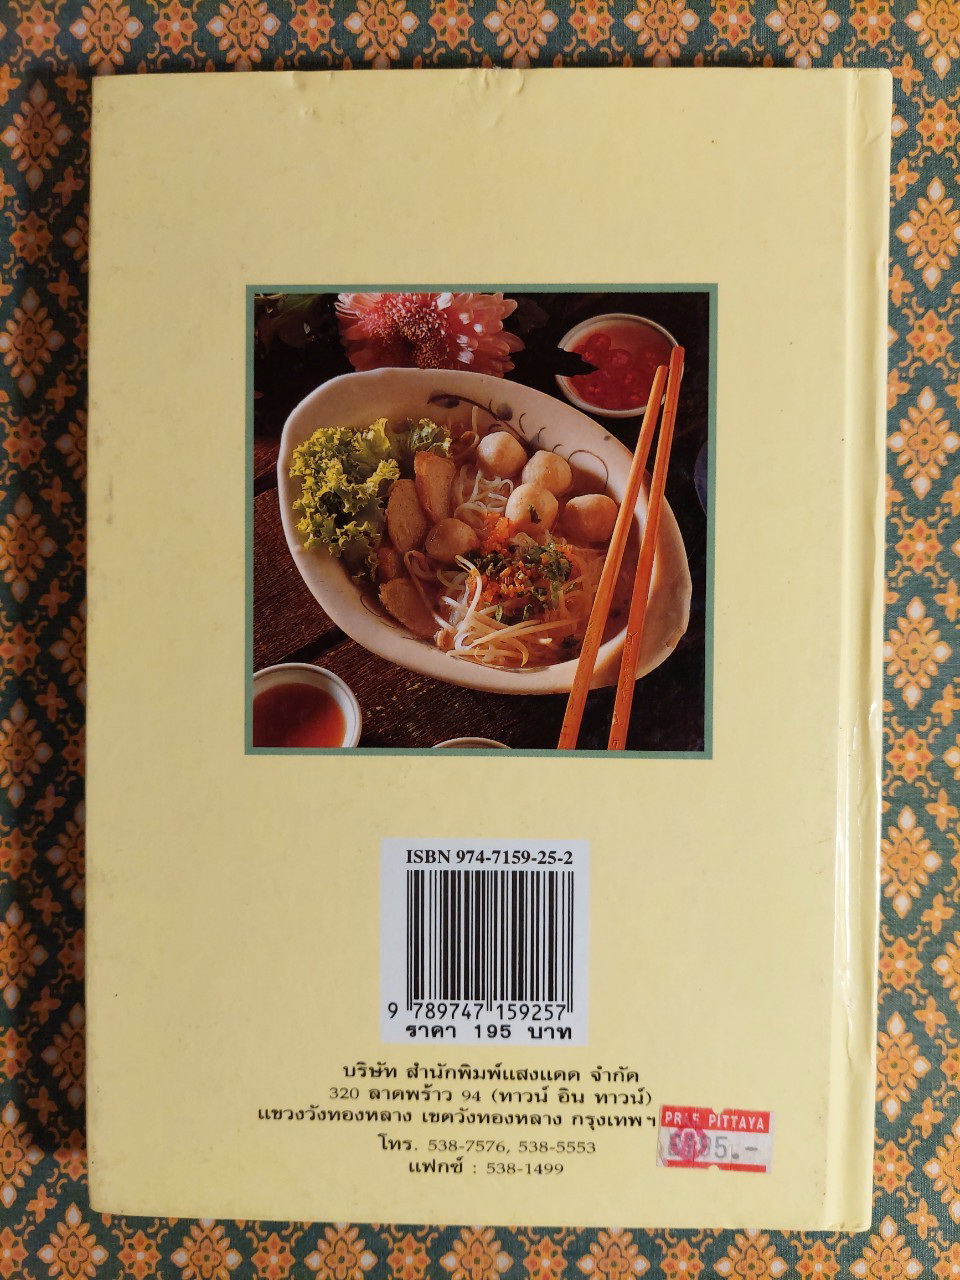 ISBN 974-7159-25-2
9 789747 159257
ราคา 195 บาท
บริษัท สำนักพิมพ์แสงแดด จำกัด
320 ลาดพร้าว 94 (ทาวน์ อิน ทาวน์)
แขวงวังทองหลาง เขตวังทองหลาง กรุงเทพฯ
โทร. 538-7576, 538-5553
แฟกซ์ : 538-1499
PITTAYA